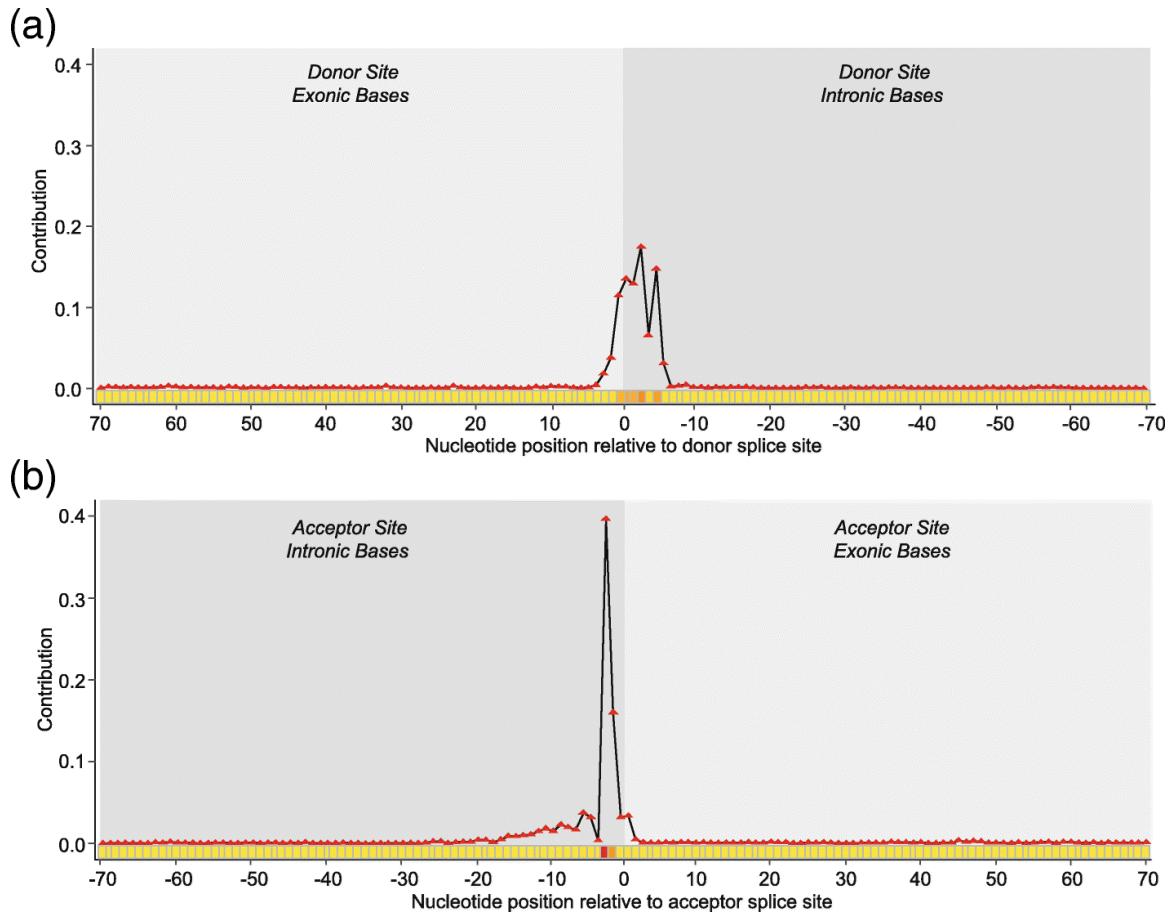 (a)
Donor Site
Exonic Bases
Donor Site
Intronic Bases
Contribution
0.4
0.3
0.2
0.1
0.0
70 60 50 40 30 20 10 0 -10 -20 -30 -40 -50 -60 -70
Nucleotide position relative to donor splice site
(b)
Acceptor Site
Intronic Bases
Acceptor Site
Exonic Bases
Contribution
0.4
0.3
0.2
0.1
0.0
-70 -60 -50 -40 -30 -20 -10 0 10 20 30 40 50 60 70
Nucleotide position relative to acceptor splice site